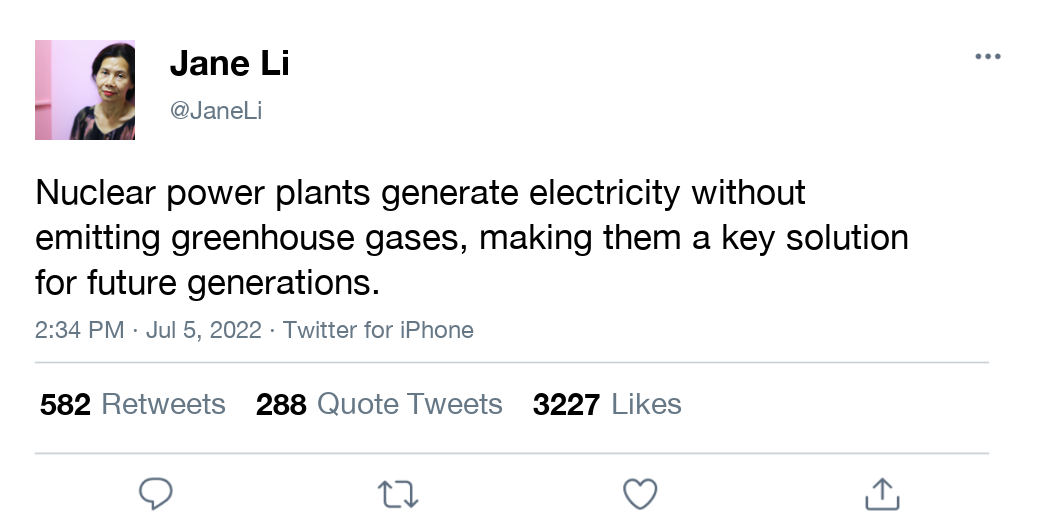 Jane Li
@JaneLi
Nuclear power plants generate electricity without
emitting greenhouse gases, making them a key solution
for future generations.
2:34 PM · Jul 5, 2022 · Twitter for iPhone
582 Retweets 288 Quote Tweets 3227 Likes